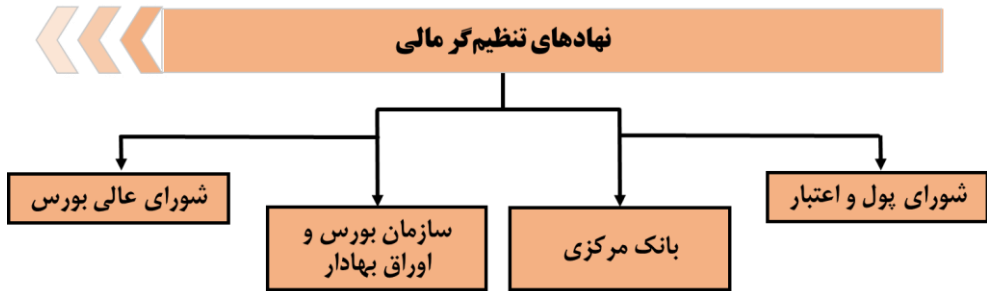 نهادهای تنظیم‌گر مالی
شورای پول و اعتبار
بانک مرکزی
سازمان بورس و
اوراق بهادار
شورای عالی بورس